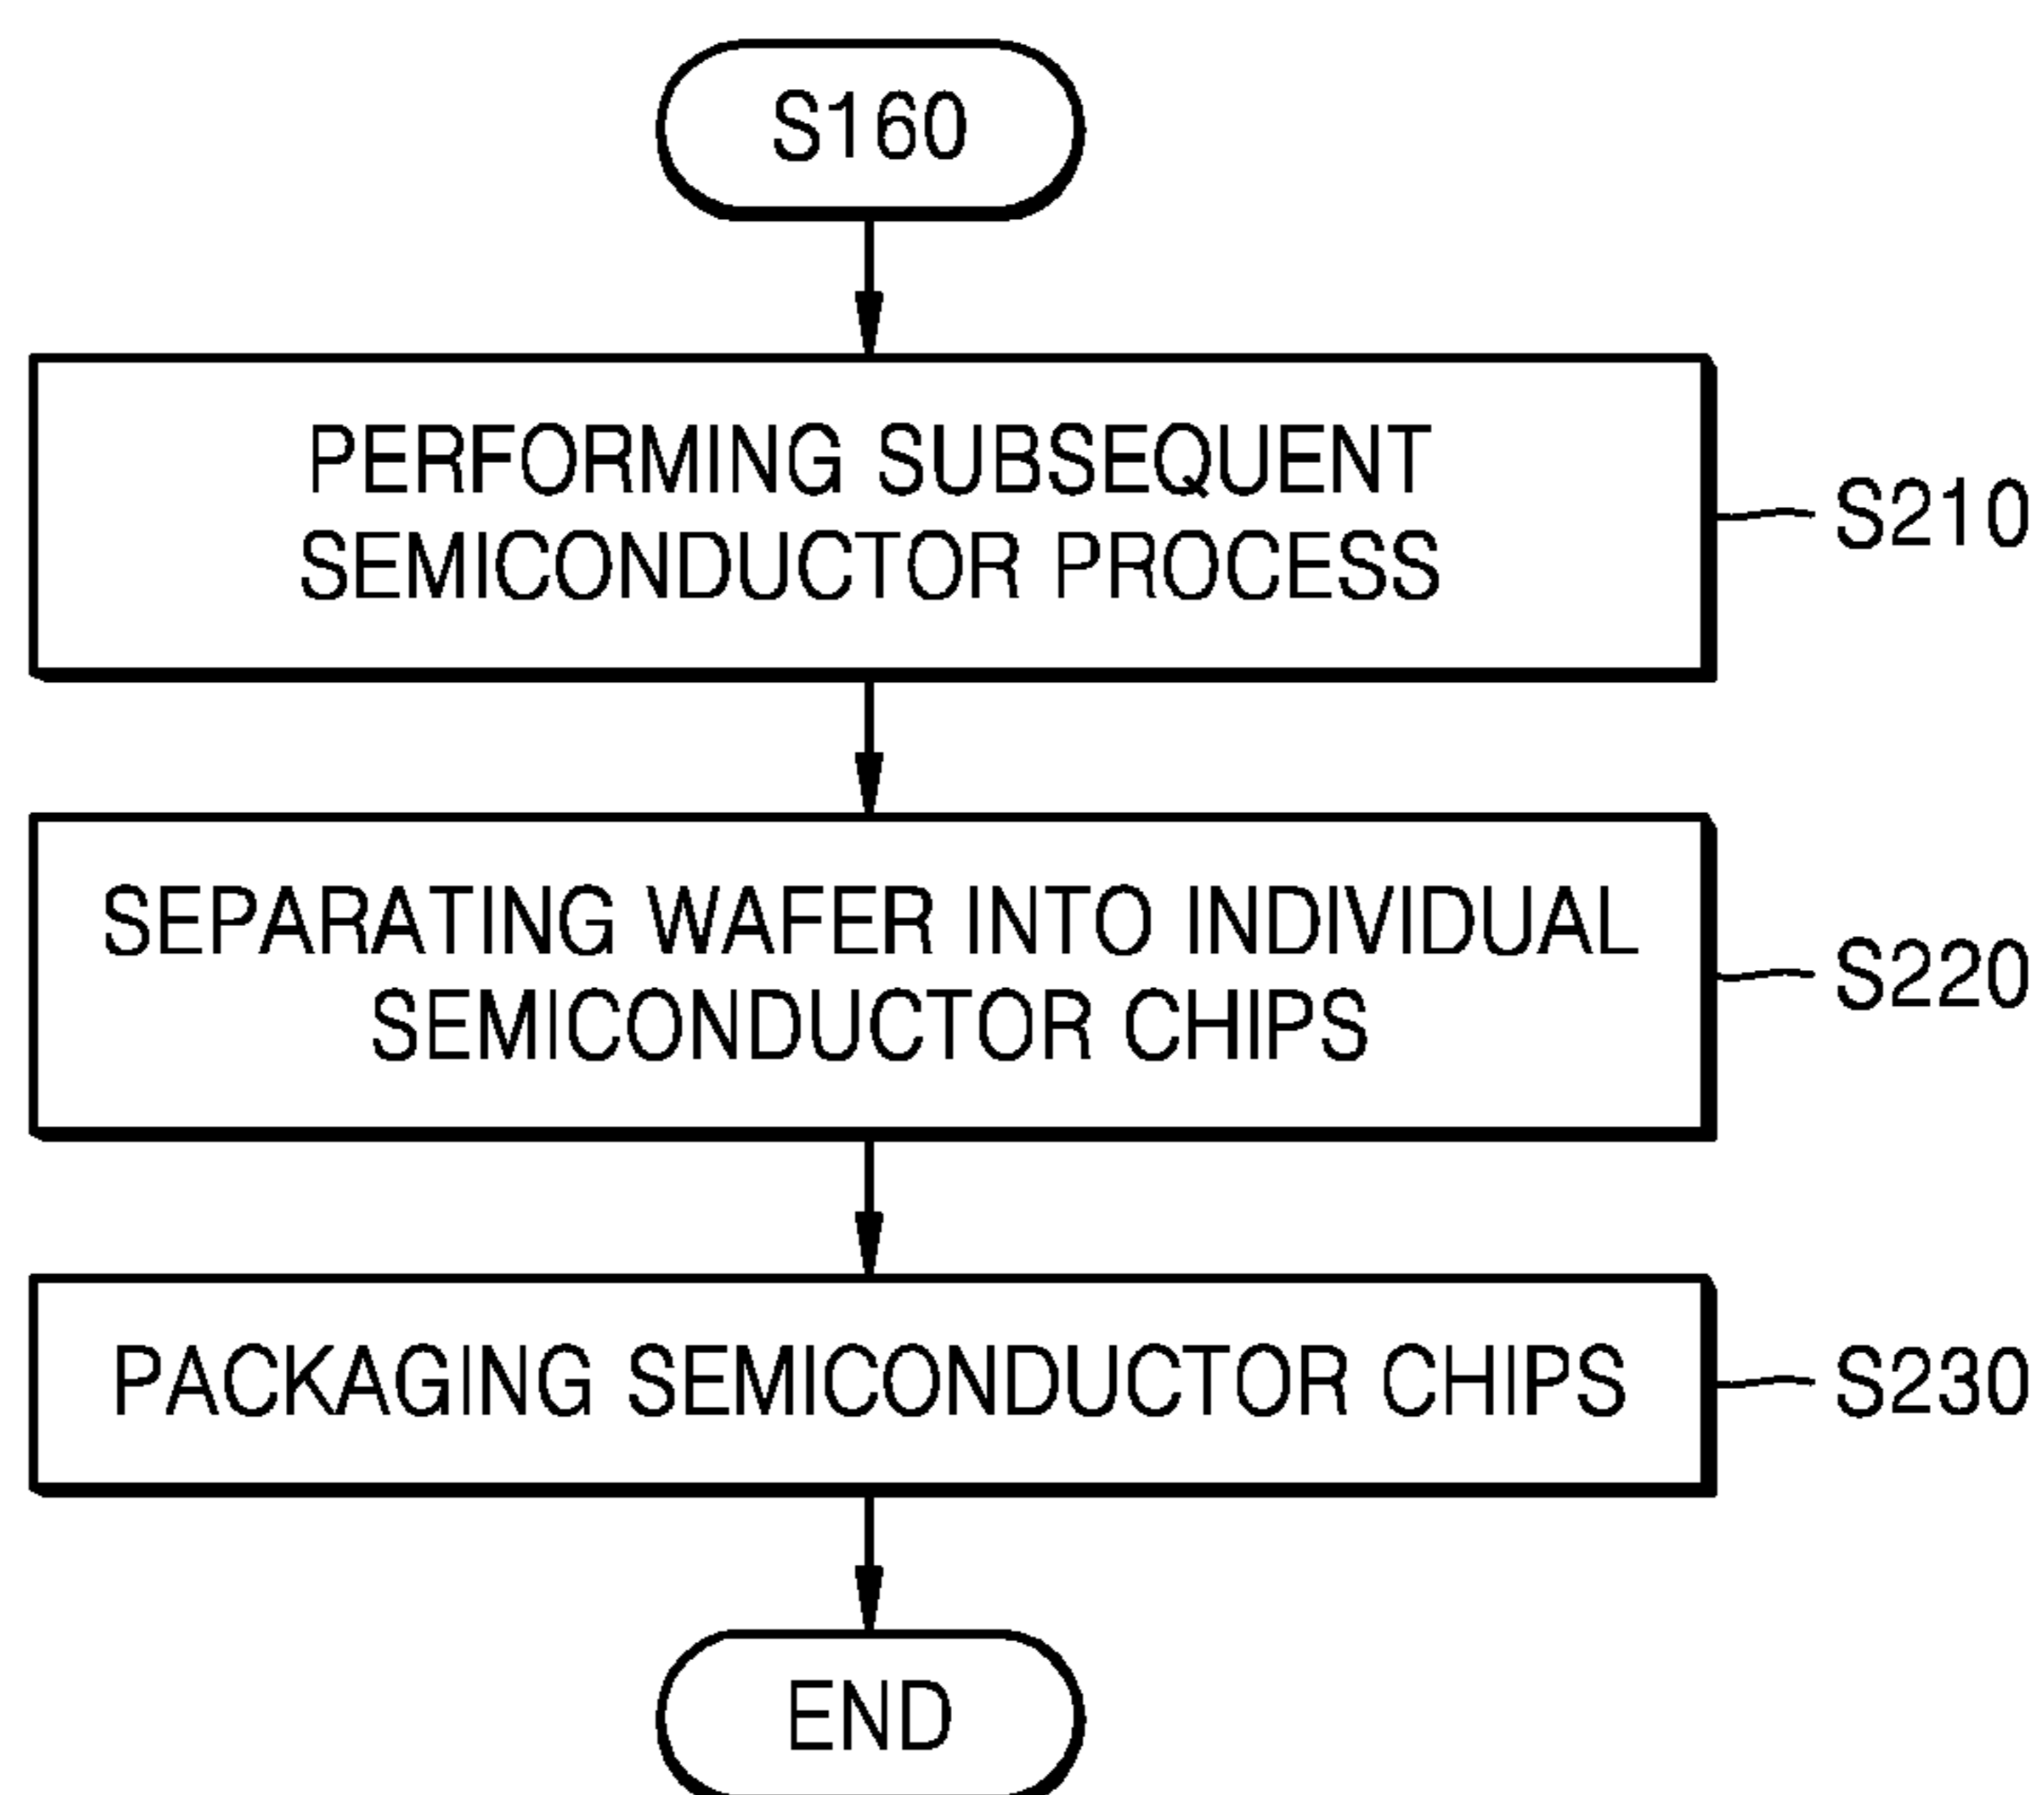 S160
PERFORMING SUBSEQUENT
SEMICONDUCTOR PROCESS
S210
SEPARATING WAFER INTO INDIVIDUAL
SEMICONDUCTOR CHIPS
S220
PACKAGING SEMICONDUCTOR CHIPS
S230
END